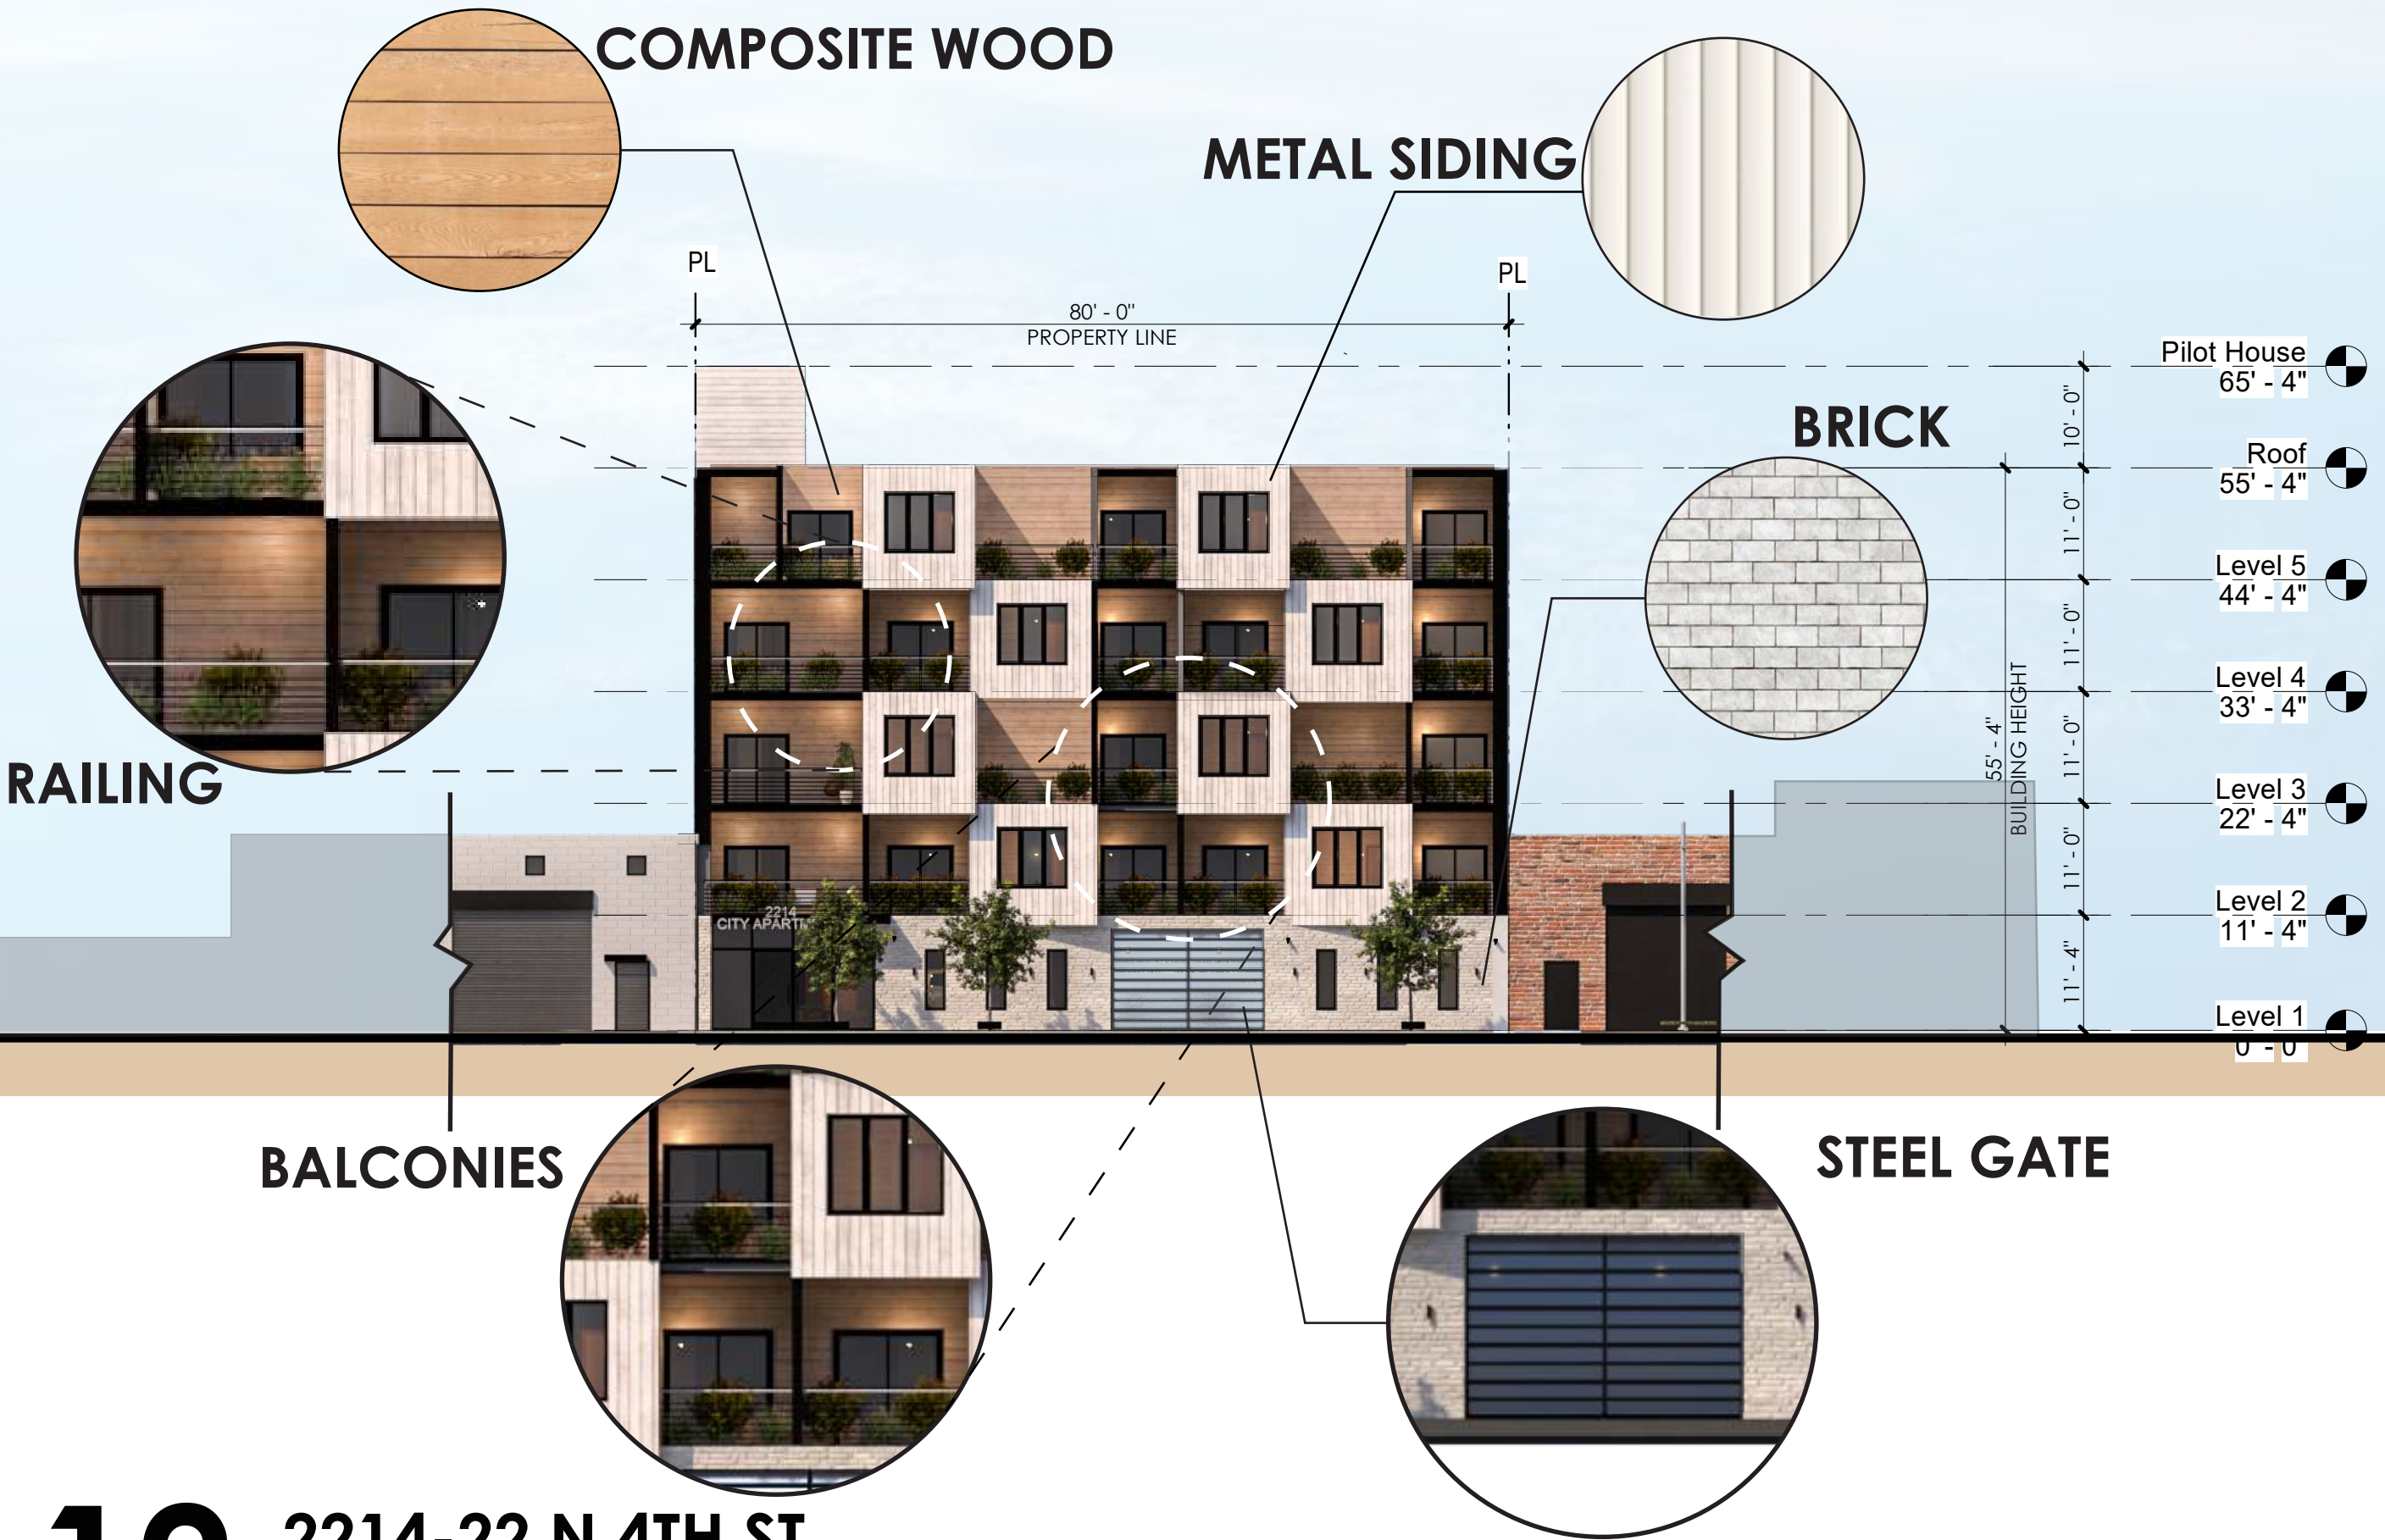 COMPOSITE WOOD
METAL SIDING
PL
PL
80' - 0"
PROPERTY LINE
Pilot House
65' - 4"
10' - 0"
BRICK
Roof
55' - 4"
11' - 0"
Level 5
44' - 4"
11' - 0"
Level 4
33' - 4"
55' - 4"
BUILDING HEIGHT
11' - 0"
RAILING
Level 3
22' - 4"
11' - 0"
2214
CITY APARTM
Level 2
11' - 4"
11' - 4"
Level 1
0' - 0"
BALCONIES
STEEL GATE
2214-22 N 4TH ST